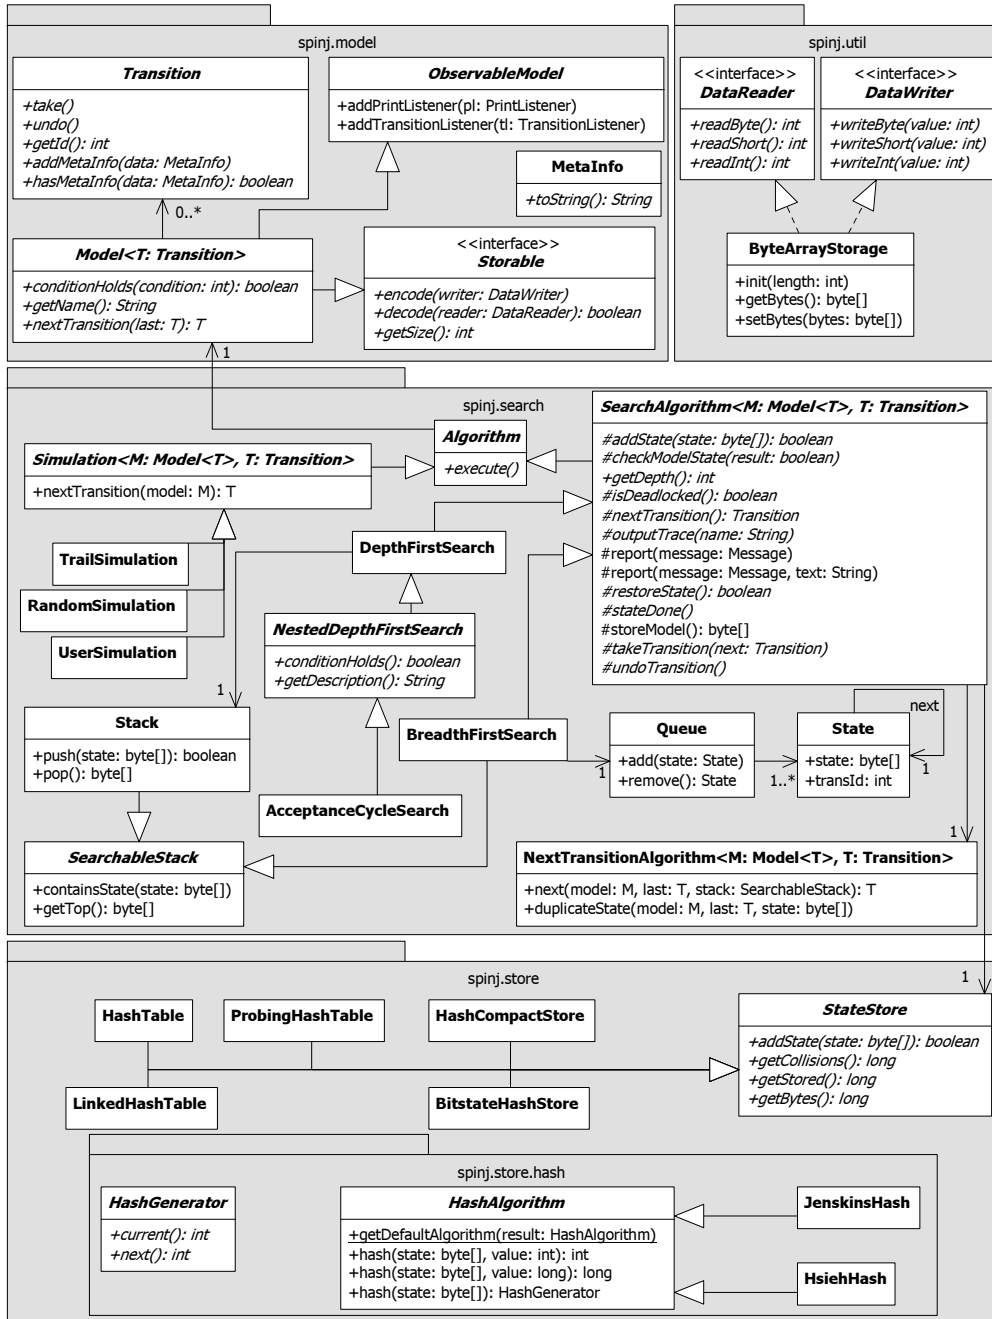 spinj.model
Transition
+take()
+undo()
+getId(): int
+addMetaInfo(data: MetaInfo)
+hasMetaInfo(data: MetaInfo): boolean
ObservableModel
+addPrintListener(pl: PrintListener)
+addTransitionListener(tl: TransitionListener)
MetaInfo
+toString(): String
0..*
Model<T: Transition>
+conditionHolds(condition: int): boolean
+getName(): String
+nextTransition(last: T): T
<<interface>>
Storable
+encode(writer: DataWriter)
+decode(reader: DataReader): boolean
+getSize(): int
1
spinj.util
<<interface>>
DataReader
+readByte(): int
+readShort(): int
+readInt(): int
<<interface>>
DataWriter
+writeByte(value: int)
+writeShort(value: int)
+writeInt(value: int)
ByteArrayStorage
+init(length: int)
+getBytes(): byte[]
+setBytes(bytes: byte[])
spinj.search
Algorithm
+execute()
SearchAlgorithm<M: Model<T>, T: Transition>
#addState(state: byte[]): boolean
#checkModelState(result: boolean)
+getDepth(): int
#isDeadlocked(): boolean
#nextTransition(): Transition
#outputTrace(name: String)
#report(message: Message)
#report(message: Message, text: String)
#restoreState(): boolean
#stateDone()
#storeModel(): byte[]
#takeTransition(next: Transition)
#undoTransition()
Simulation<M: Model<T>, T: Transition>
+nextTransition(model: M): T
TrailSimulation
RandomSimulation
UserSimulation
DepthFirstSearch
NestedDepthFirstSearch
+conditionHolds(): boolean
+getDescription(): String
1
Stack
+push(state: byte[]): boolean
+pop(): byte[]
BreadthFirstSearch
1
Queue
+add(state: State)
+remove(): State
1..*
State
+state: byte[]
+transId: int
next
1
AcceptanceCycleSearch
SearchableStack
+containsState(state: byte[])
+getTop(): byte[]
1
NextTransitionAlgorithm<M: Model<T>, T: Transition>
+next(model: M, last: T, stack: SearchableStack): T
+duplicateState(model: M, last: T, state: byte[])
spinj.store
1
HashTable
ProbingHashTable
HashCompactStore
StateStore
+addState(state: byte[]): boolean
+getCollisions(): long
+getStored(): long
+getBytes(): long
LinkedHashTable
BitstateHashStore
spinj.store.hash
HashGenerator
+current(): int
+next(): int
HashAlgorithm
+getDefaultAlgorithm(result: HashAlgorithm)
+hash(state: byte[], value: int): int
+hash(state: byte[], value: long): long
+hash(state: byte[]): HashGenerator
JenskinsHash
HsiehHash